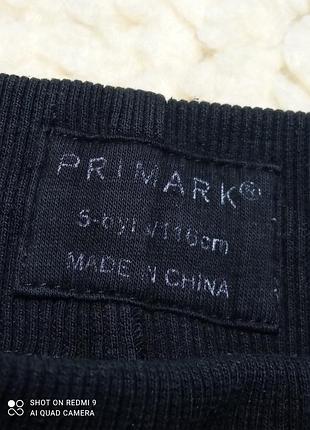 PRIMARK®
5-6yrs/116cm
MADE IN CHINA
SHOT ON REDMI 9
AI QUAD CAMERA